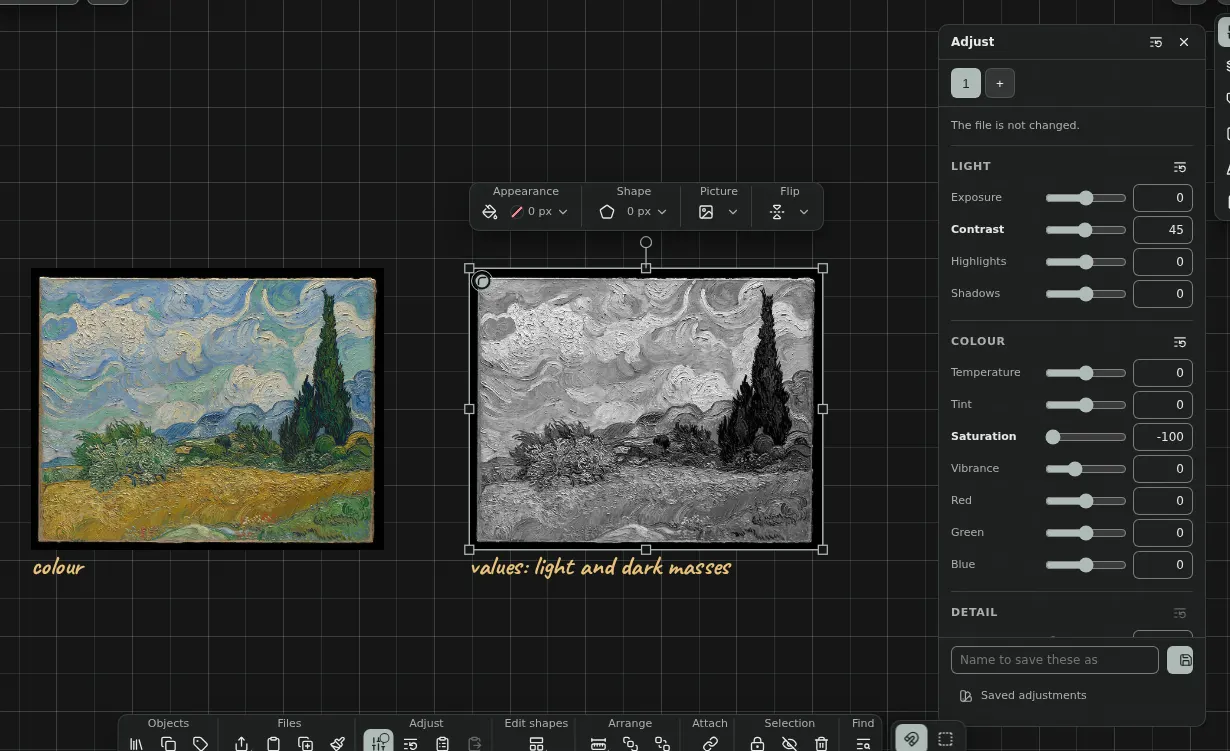 Adjust
1
+
The file is not changed.
LIGHT
Exposure 0
Contrast 45
Highlights 0
Shadows 0
COLOUR
Temperature 0
Tint 0
Saturation -100
Vibrance 0
Red 0
Green 0
Blue 0
DETAIL
Name to save these as
Saved adjustments
Appearance Shape Picture Flip
0 px 0 px
colour
values: light and dark masses
Objects Files Adjust Edit shapes Arrange Attach Selection Find